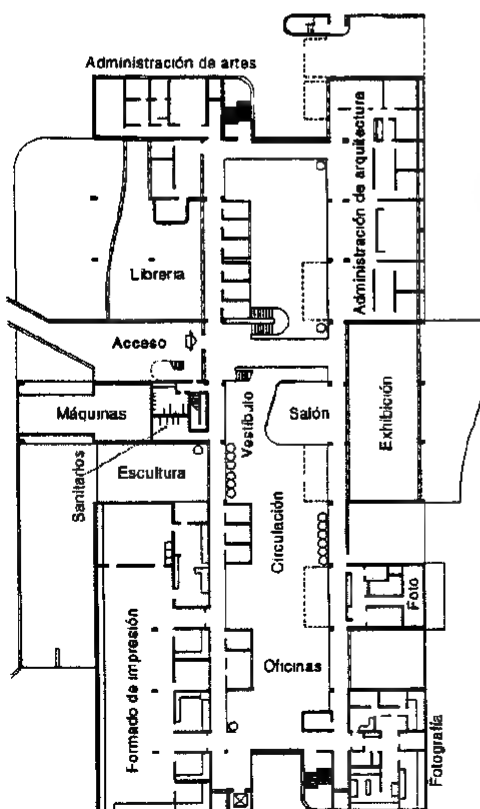 Administración de artes
Administración de arquitectura
Librería
Acceso
Máquinas
Sanitarios
Escultura
Vestíbulo
Salón
Exhibición
Circulación
Foto
Formado de impresión
Oficinas
Fotografía